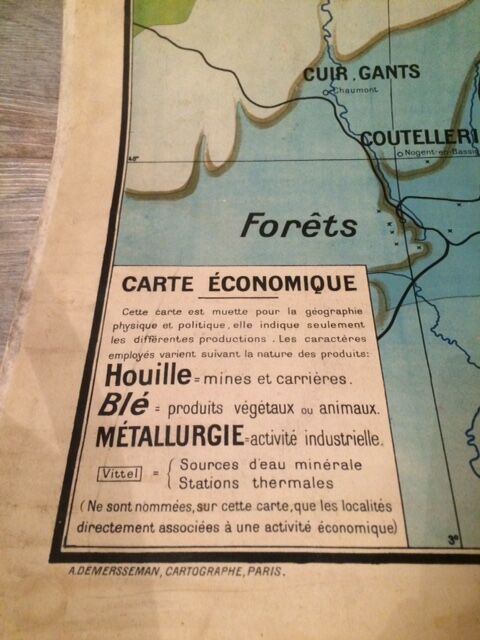 CUIR, GANTS
Chaumont
COUTELLERI
Nogent-en-Bassig
48°
Forêts
CARTE ÉCONOMIQUE
Cette carte est muette pour la géographie
physique et politique, elle indique seulement
les différentes productions. Les caractères
employés varient suivant la nature des produits:
Houille = mines et carrières.
Blé = produits végétaux ou animaux.
MÉTALLURGIE = activité industrielle.
Vittel = { Sources d'eau minérale
Stations thermales
(Ne sont nommées, sur cette carte, que les localités
directement associées à une activité économique)
3°
A. DEMERSSEMAN, CARTOGRAPHE, PARIS.